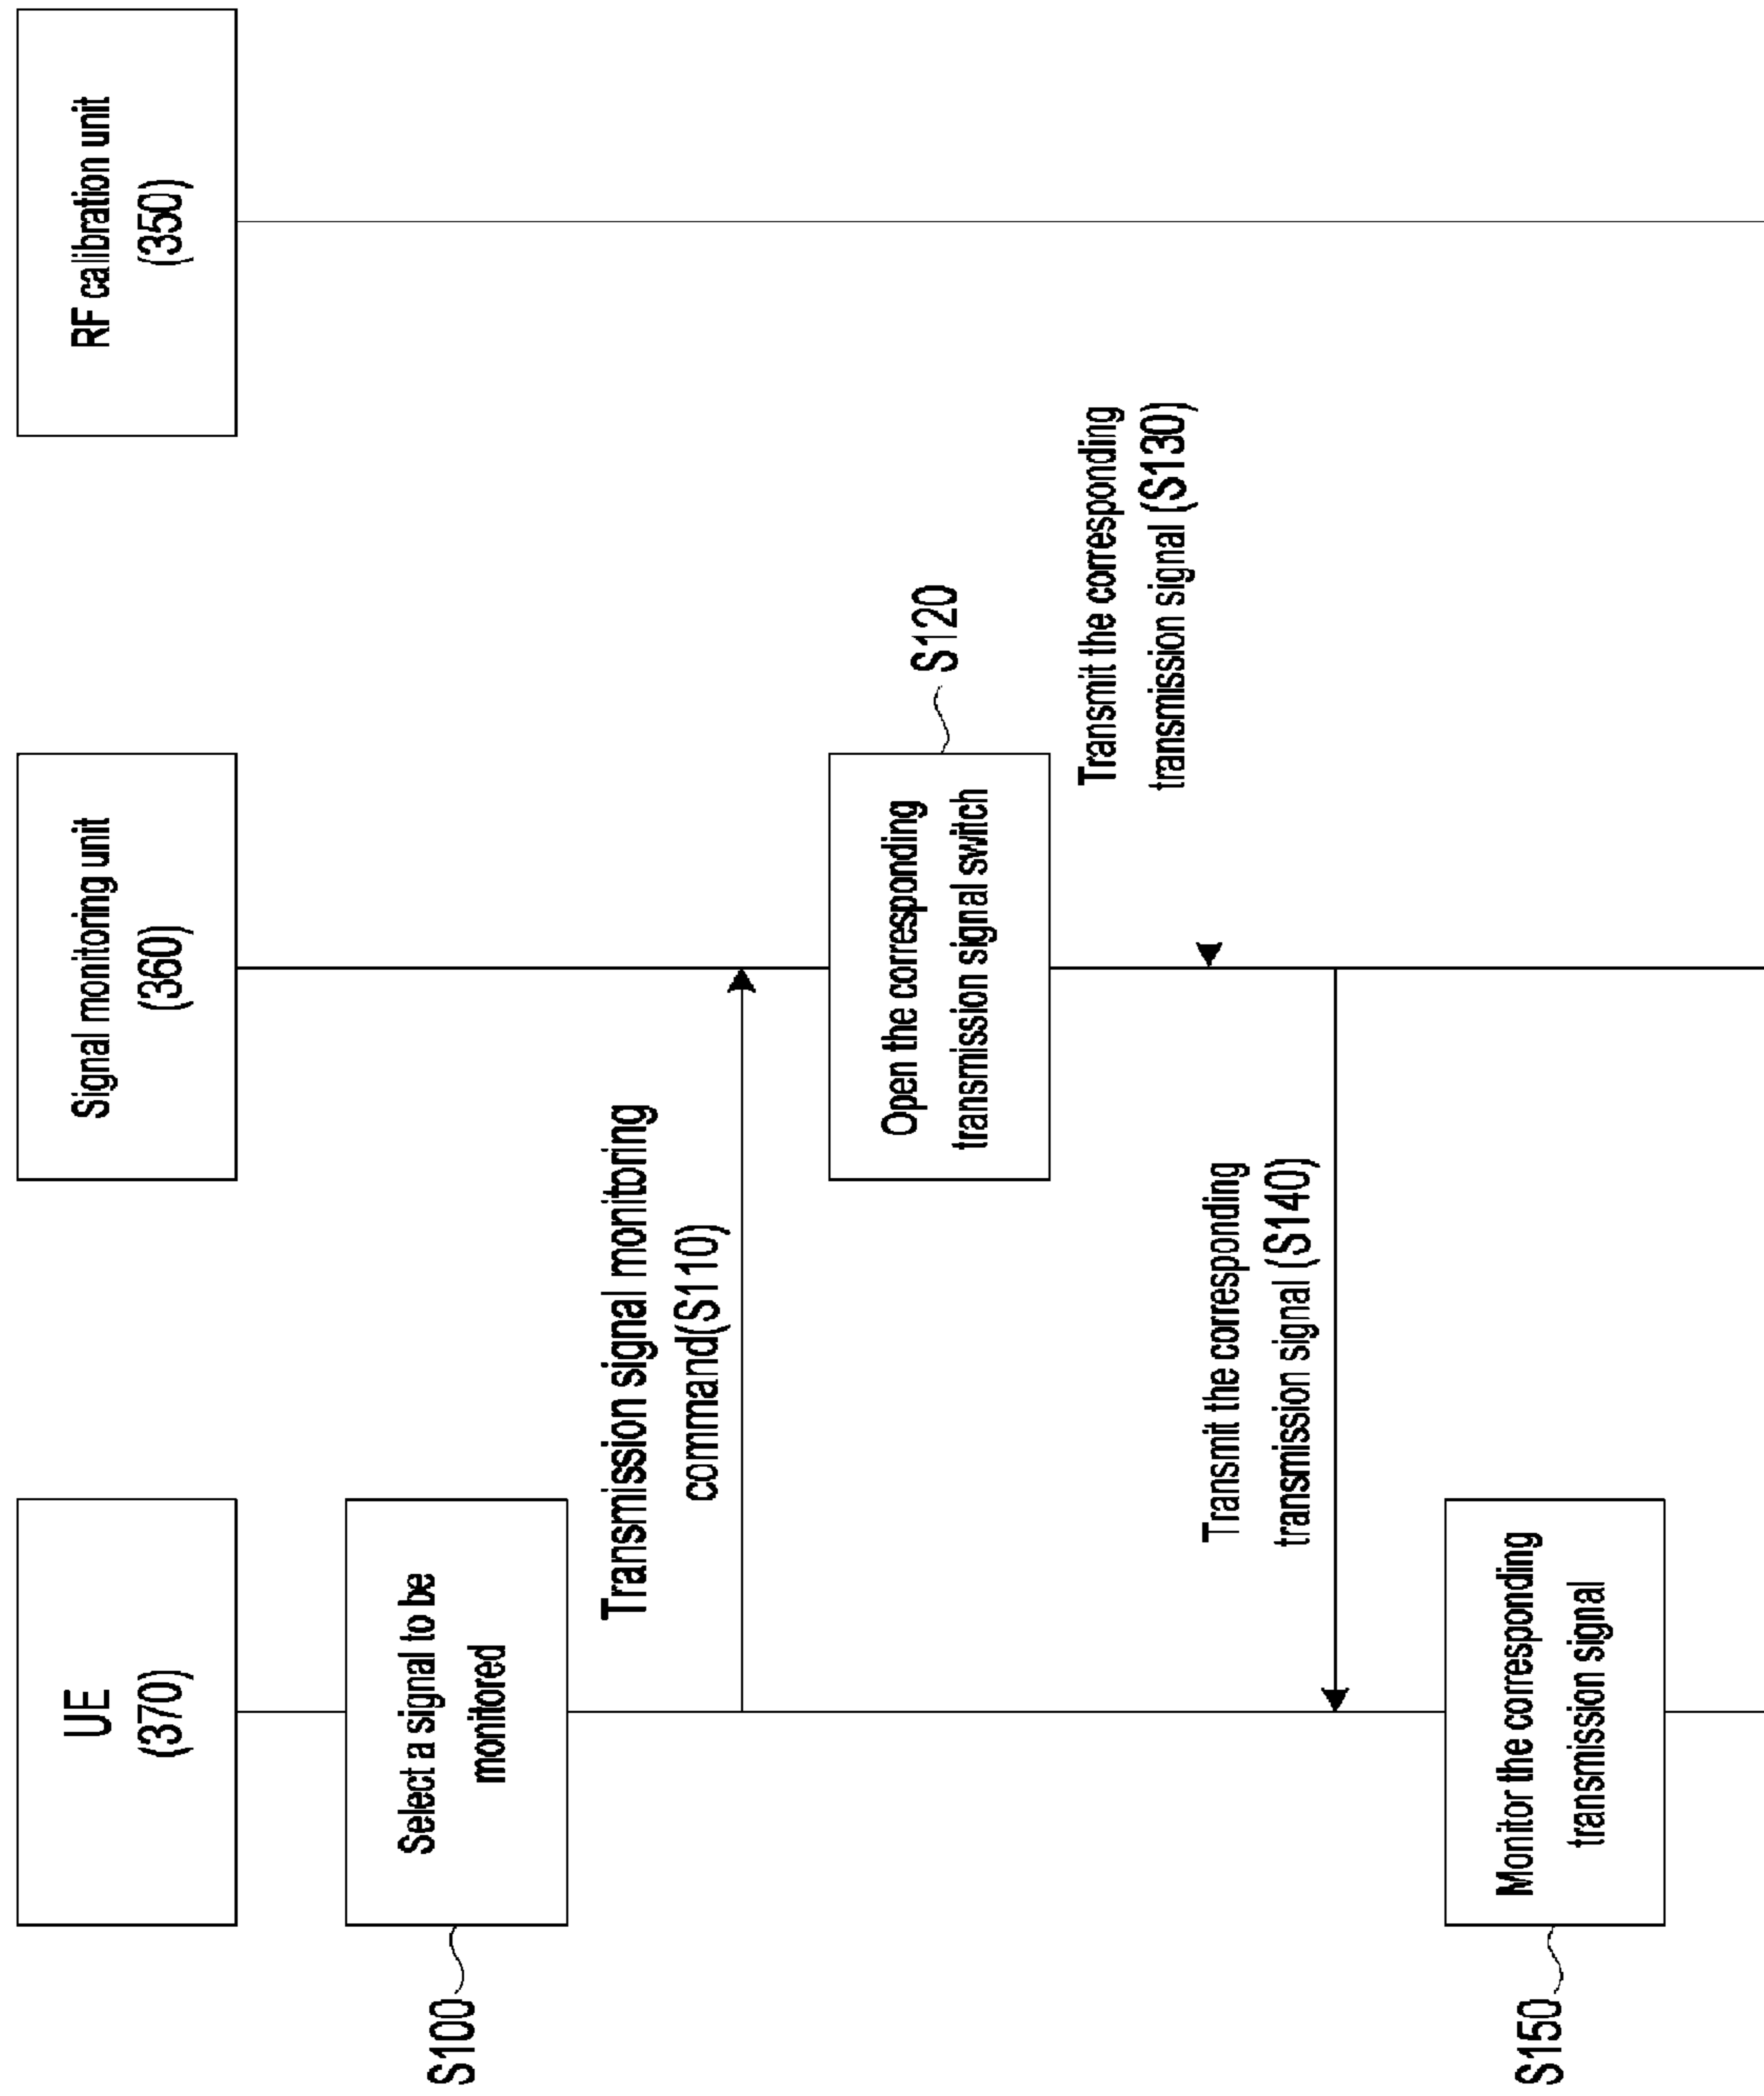 UE
(370)
Signal monitoring unit
(360)
RF calibration unit
(350)
S100
Select a signal to be
monitored
Transmission signal monitoring
command(S110)
Open the corresponding
transmission signal switch
S120
Transmit the corresponding
transmission signal (S130)
Transmit the corresponding
transmission signal (S140)
S150
Monitor the corresponding
transmission signal